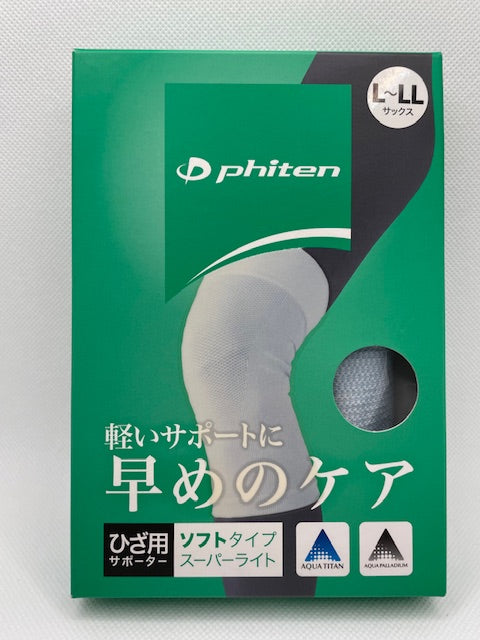 L〜LL
サックス
phiten
軽いサポートに
早めのケア
ひざ用
サポーター
ソフトタイプ
スーパーライト
AQUA TITAN
AQUA PALLADIUM